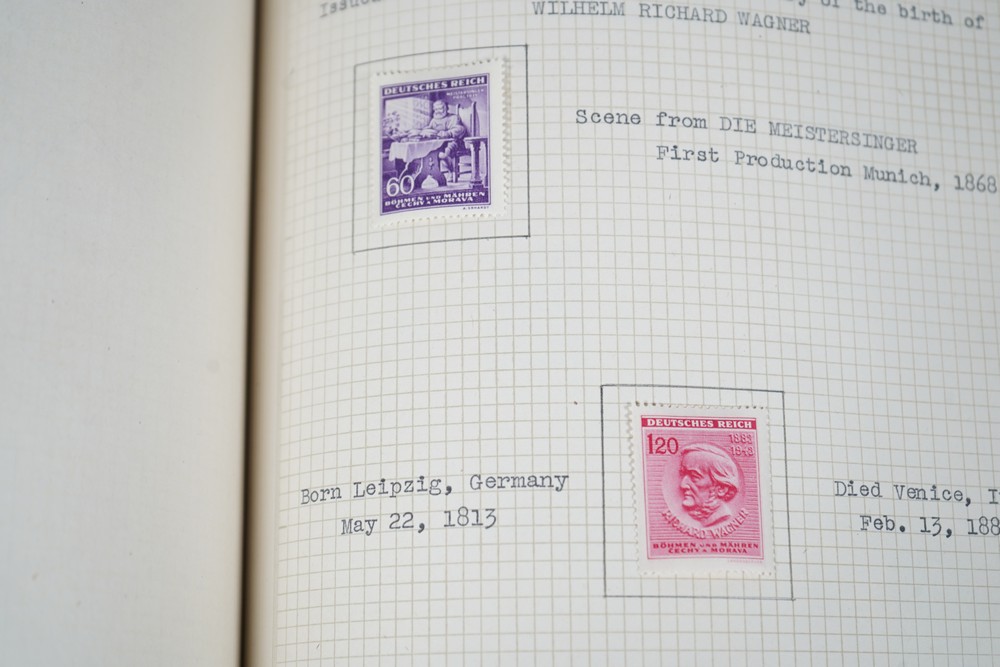 Issued
of the birth of
WILHELM RICHARD WAGNER
DEUTSCHES REICH
60
BÖHMEN UND MÄHREN
ČECHY A MORAVA
Scene from DIE MEISTERSINGER
First Production Munich, 1868
DEUTSCHES REICH
120
1883
1943
RICHARD WAGNER
BÖHMEN UND MÄHREN
ČECHY A MORAVA
Born Leipzig, Germany
May 22, 1813
Died Venice, I
Feb. 13, 188